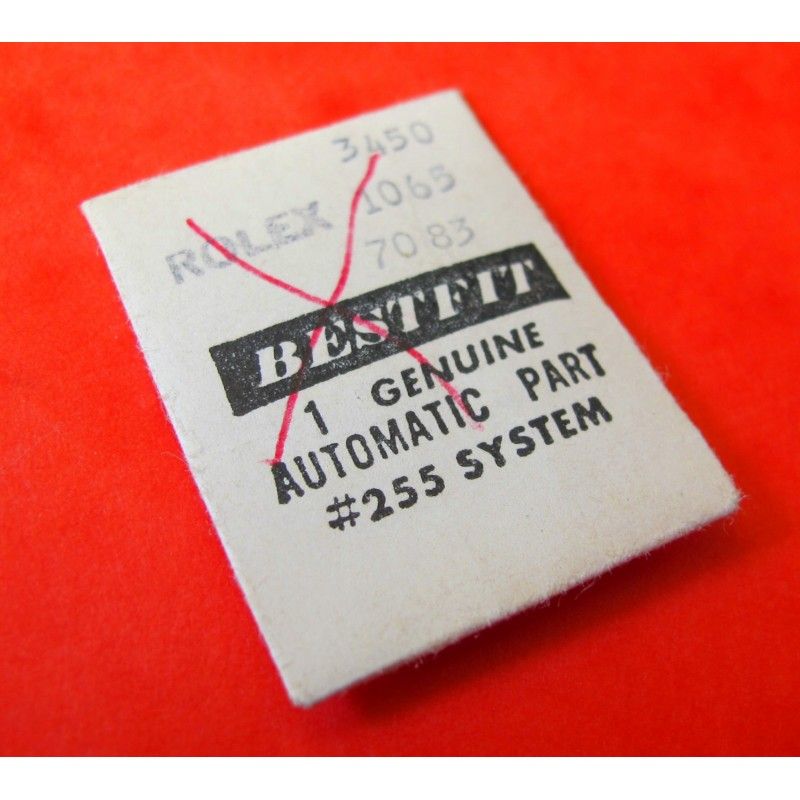 3450
ROLEX 1065
7083
BESTFIT
1 GENUINE
AUTOMATIC PART
#255 SYSTEM